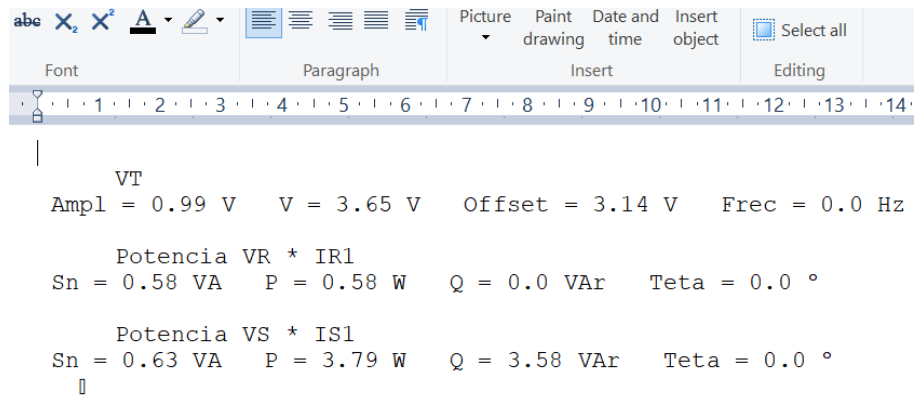 abc X₂ X² A
Picture Paint Date and Insert
drawing time object
Select all
Font Paragraph Insert Editing
1 2 3 4 5 6 7 8 9 10 11 12 13 14
VT
Ampl = 0.99 V V = 3.65 V Offset = 3.14 V Frec = 0.0 Hz
Potencia VR * IR1
Sn = 0.58 VA P = 0.58 W Q = 0.0 VAr Teta = 0.0 °
Potencia VS * IS1
Sn = 0.63 VA P = 3.79 W Q = 3.58 VAr Teta = 0.0 °